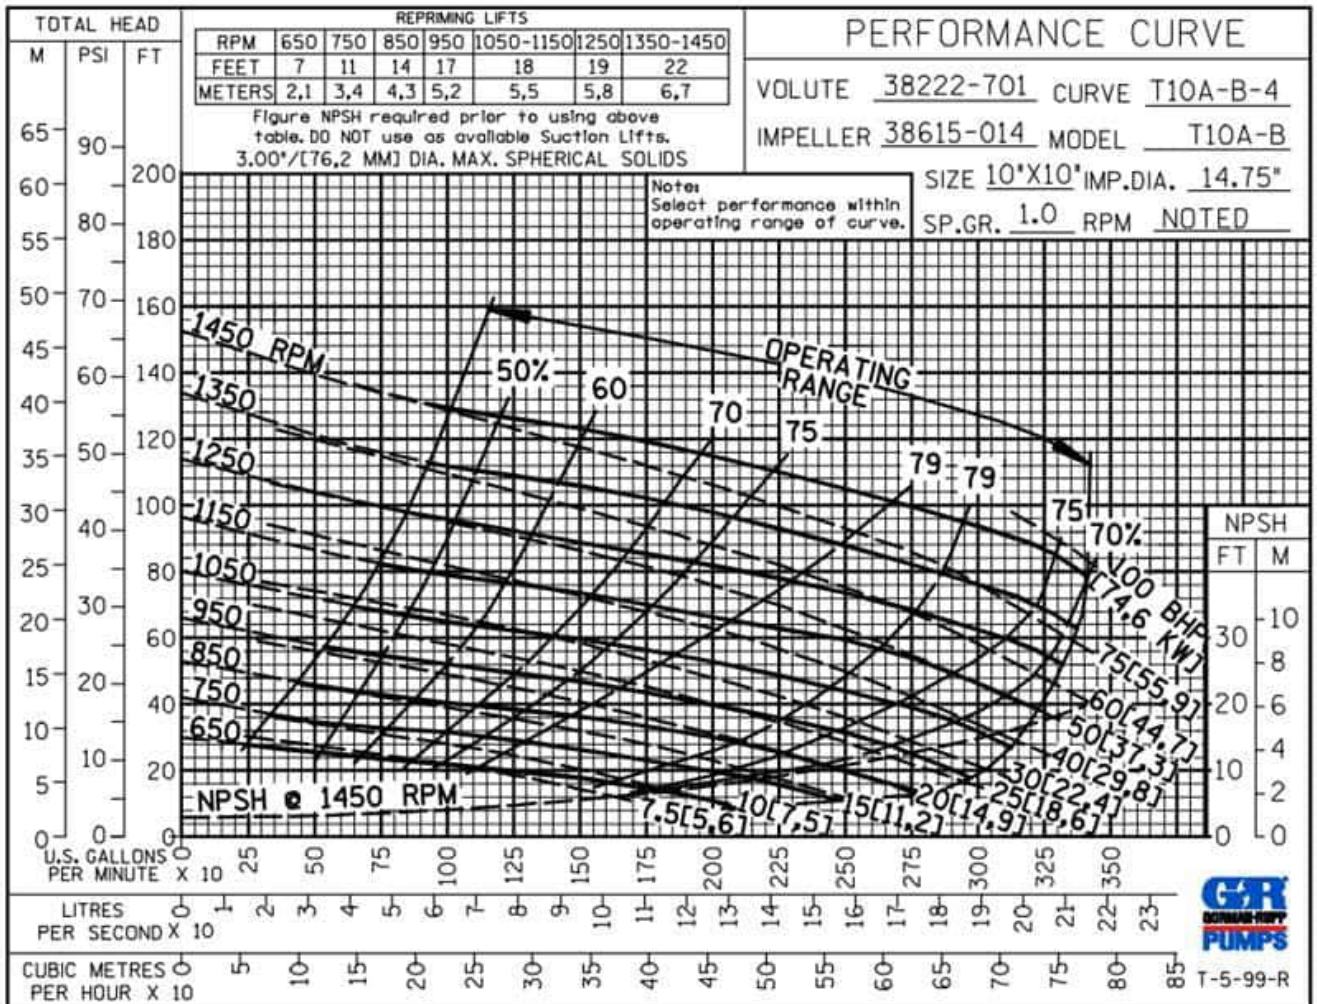 TOTAL HEAD
M PSI FT
REPRIMING LIFTS
RPM 650 750 850 950 1050-1150 1250 1350-1450
FEET 7 11 14 17 18 19 22
METERS 2,1 3,4 4,3 5,2 5,5 5,8 6,7
Figure NPSH required prior to using above
table. DO NOT use as available Suction Lifts.
3.00"/[76,2 MM] DIA. MAX. SPHERICAL SOLIDS
PERFORMANCE CURVE
VOLUTE 38222-701 CURVE T10A-B-4
IMPELLER 38615-014 MODEL T10A-B
SIZE 10"X10" IMP.DIA. 14.75"
SP.GR. 1.0 RPM NOTED
Note:
Select performance within
operating range of curve.
65
60
55
50
45
40
35
30
25
20
15
10
5
0
90
80
70
60
50
40
30
20
10
0
200
180
160
140
120
100
80
60
40
20
0
1450 RPM
1350
1250
1150
1050
950
850
750
650
NPSH @ 1450 RPM
OPERATING
RANGE
50%
60
70
75
79
79
75
70%
100 BHP
[74,6 KW]
75[55,9]
60[44,7]
50[37,3]
40[29,8]
30[22,4]
25[18,6]
20[14,9]
15[11,2]
10[7,5]
7.5[5,6]
NPSH
FT M
30
20
10
0
10
8
6
4
2
0
U.S. GALLONS
PER MINUTE X 10
0 25 50 75 100 125 150 175 200 225 250 275 300 325 350
LITRES
PER SECOND X 10
0 1 2 3 4 5 6 7 8 9 10 11 12 13 14 15 16 17 18 19 20 21 22 23
CUBIC METRES
PER HOUR X 10
0 5 10 15 20 25 30 35 40 45 50 55 60 65 70 75 80 85
G&R
GORMAN-RUPP
PUMPS
T-5-99-R